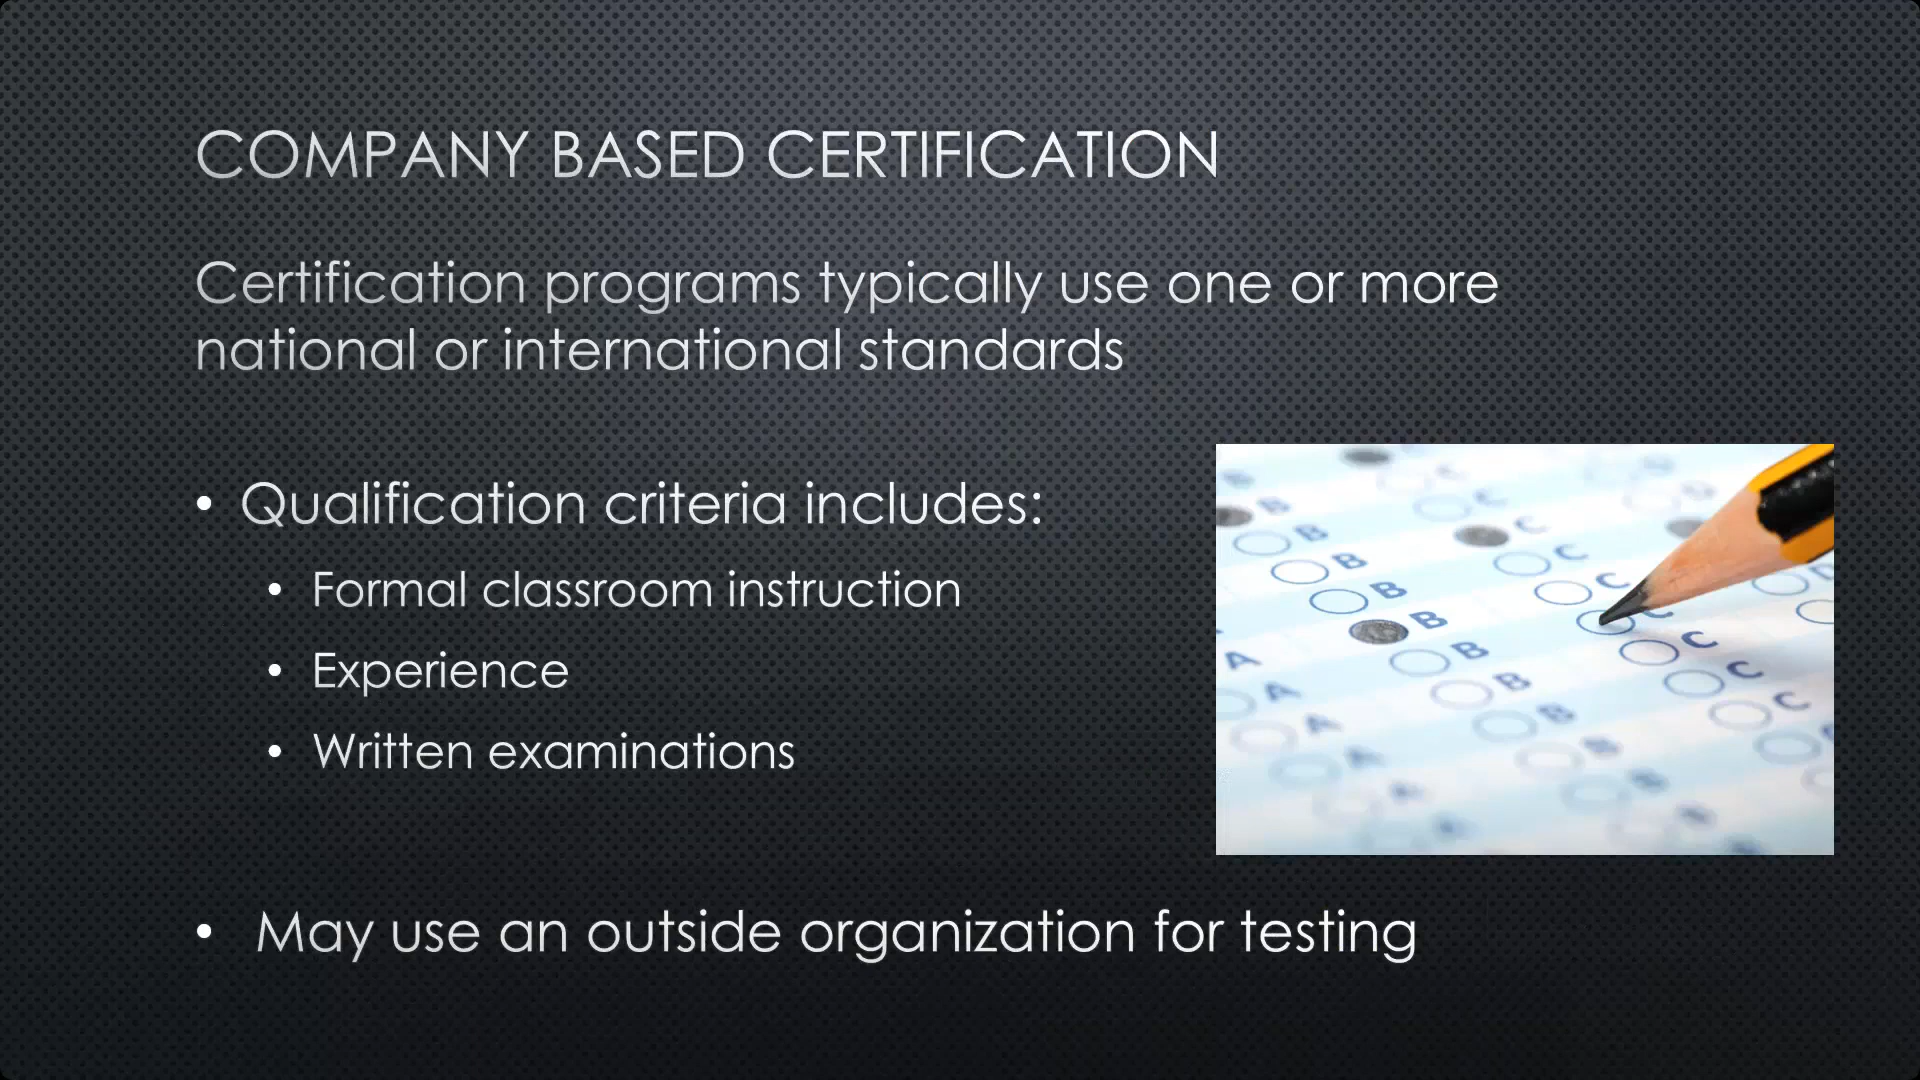 COMPANY BASED CERTIFICATION
Certification programs typically use one or more
national or international standards
• Qualification criteria includes:
• Formal classroom instruction
• Experience
• Written examinations
• May use an outside organization for testing